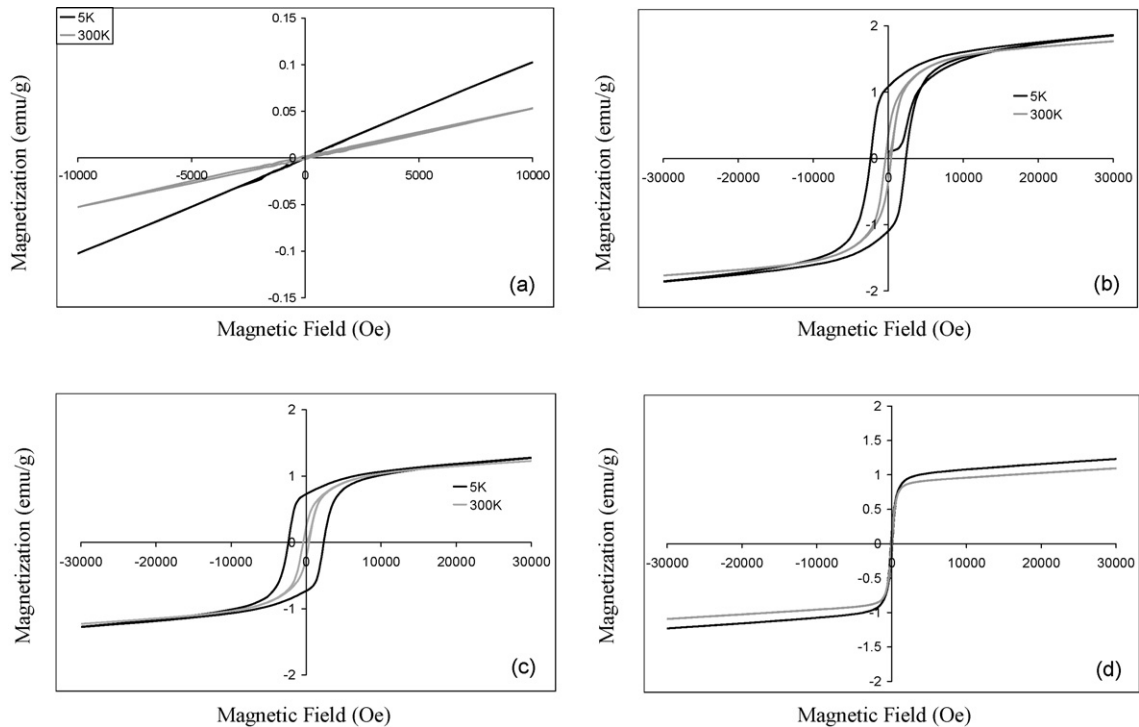 5K
300K
0.15
0.1
0.05
0
-0.05
-0.1
-0.15
-10000 -5000 0 5000 10000
Magnetization (emu/g)
Magnetic Field (Oe)
(a)
2
1
0
-1
-2
-30000 -20000 -10000 0 10000 20000 30000
5K
300K
Magnetization (emu/g)
Magnetic Field (Oe)
(b)
2
1
0
-1
-2
-30000 -20000 -10000 0 10000 20000 30000
5K
300K
Magnetization (emu/g)
Magnetic Field (Oe)
(c)
2
1.5
1
0.5
0
-0.5
-1
-1.5
-2
-30000 -20000 -10000 0 10000 20000 30000
Magnetization (emu/g)
Magnetic Field (Oe)
(d)